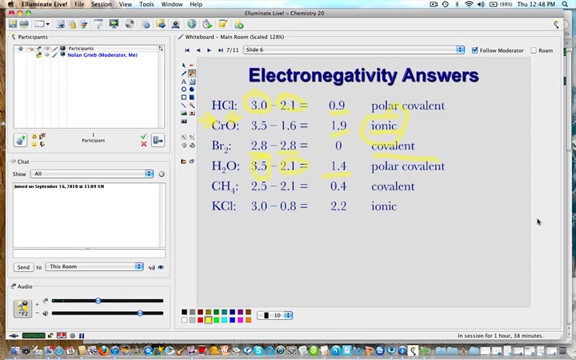 Elluminate Live!
File
Session
Thu 12:48 PM
Elluminate Live! – Chemistry 20
Participants
Participants
Nolan Grieb (Moderator, Me)
1
Participant
Chat
Show All
Joined on September 16, 2010 at 11:09 AM
Send to This Room
Audio
F2
Whiteboard – Main Room (Scaled 128%)
7/11 Slide 6 Follow Moderator Roam
Electronegativity Answers
HCl: 3.0 – 2.1 = 0.9 polar covalent
CrO: 3.5 – 1.6 = 1.9 ionic
Br2: 2.8 – 2.8 = 0 covalent
H2O: 3.5 – 2.1 = 1.4 polar covalent
CH4: 2.5 – 2.1 = 0.4 covalent
KCl: 3.0 – 0.8 = 2.2 ionic
10
In session for 1 hour, 38 minutes.